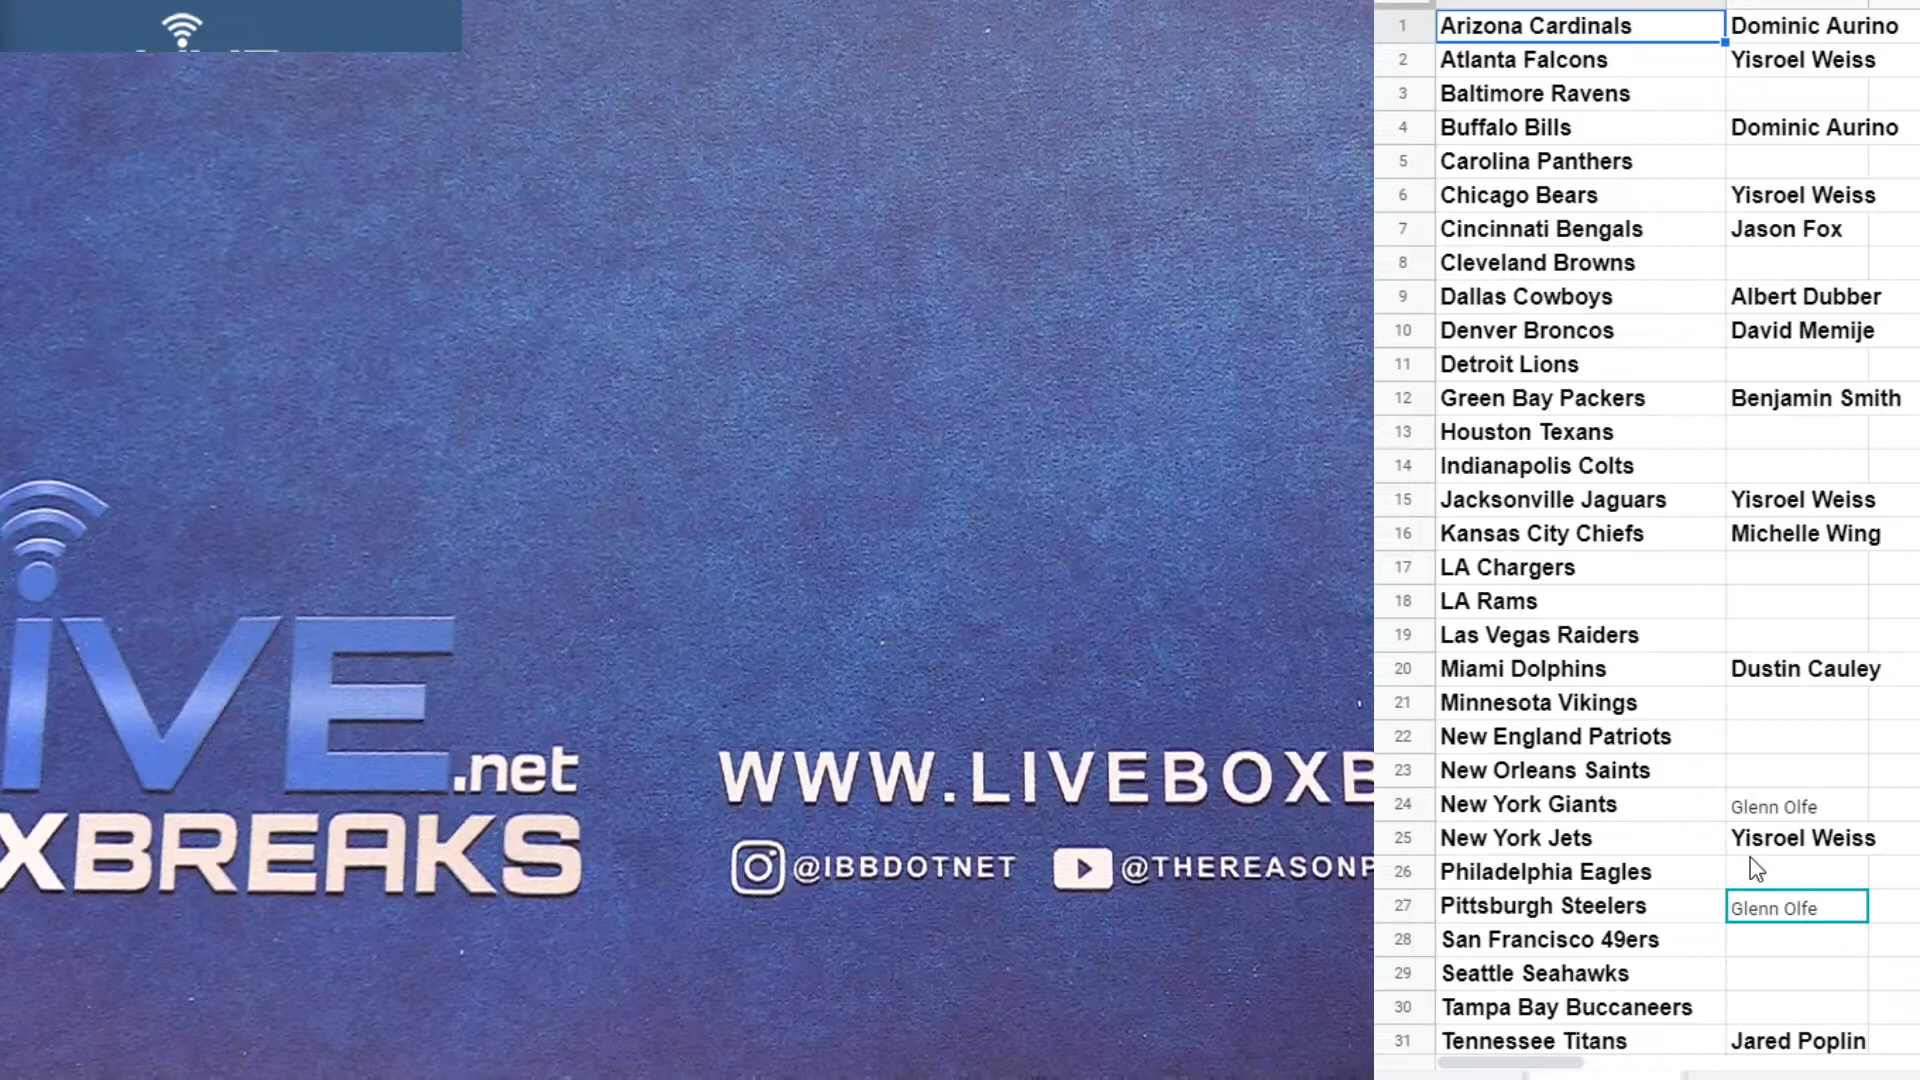 iVE
.net
XBREAKS
WWW.LIVEBOXB
@IBBDOTNET @THEREASONP
1 Arizona Cardinals Dominic Aurino
2 Atlanta Falcons Yisroel Weiss
3 Baltimore Ravens
4 Buffalo Bills Dominic Aurino
5 Carolina Panthers
6 Chicago Bears Yisroel Weiss
7 Cincinnati Bengals Jason Fox
8 Cleveland Browns
9 Dallas Cowboys Albert Dubber
10 Denver Broncos David Memije
11 Detroit Lions
12 Green Bay Packers Benjamin Smith
13 Houston Texans
14 Indianapolis Colts
15 Jacksonville Jaguars Yisroel Weiss
16 Kansas City Chiefs Michelle Wing
17 LA Chargers
18 LA Rams
19 Las Vegas Raiders
20 Miami Dolphins Dustin Cauley
21 Minnesota Vikings
22 New England Patriots
23 New Orleans Saints
24 New York Giants Glenn Olfe
25 New York Jets Yisroel Weiss
26 Philadelphia Eagles
27 Pittsburgh Steelers Glenn Olfe
28 San Francisco 49ers
29 Seattle Seahawks
30 Tampa Bay Buccaneers
31 Tennessee Titans Jared Poplin